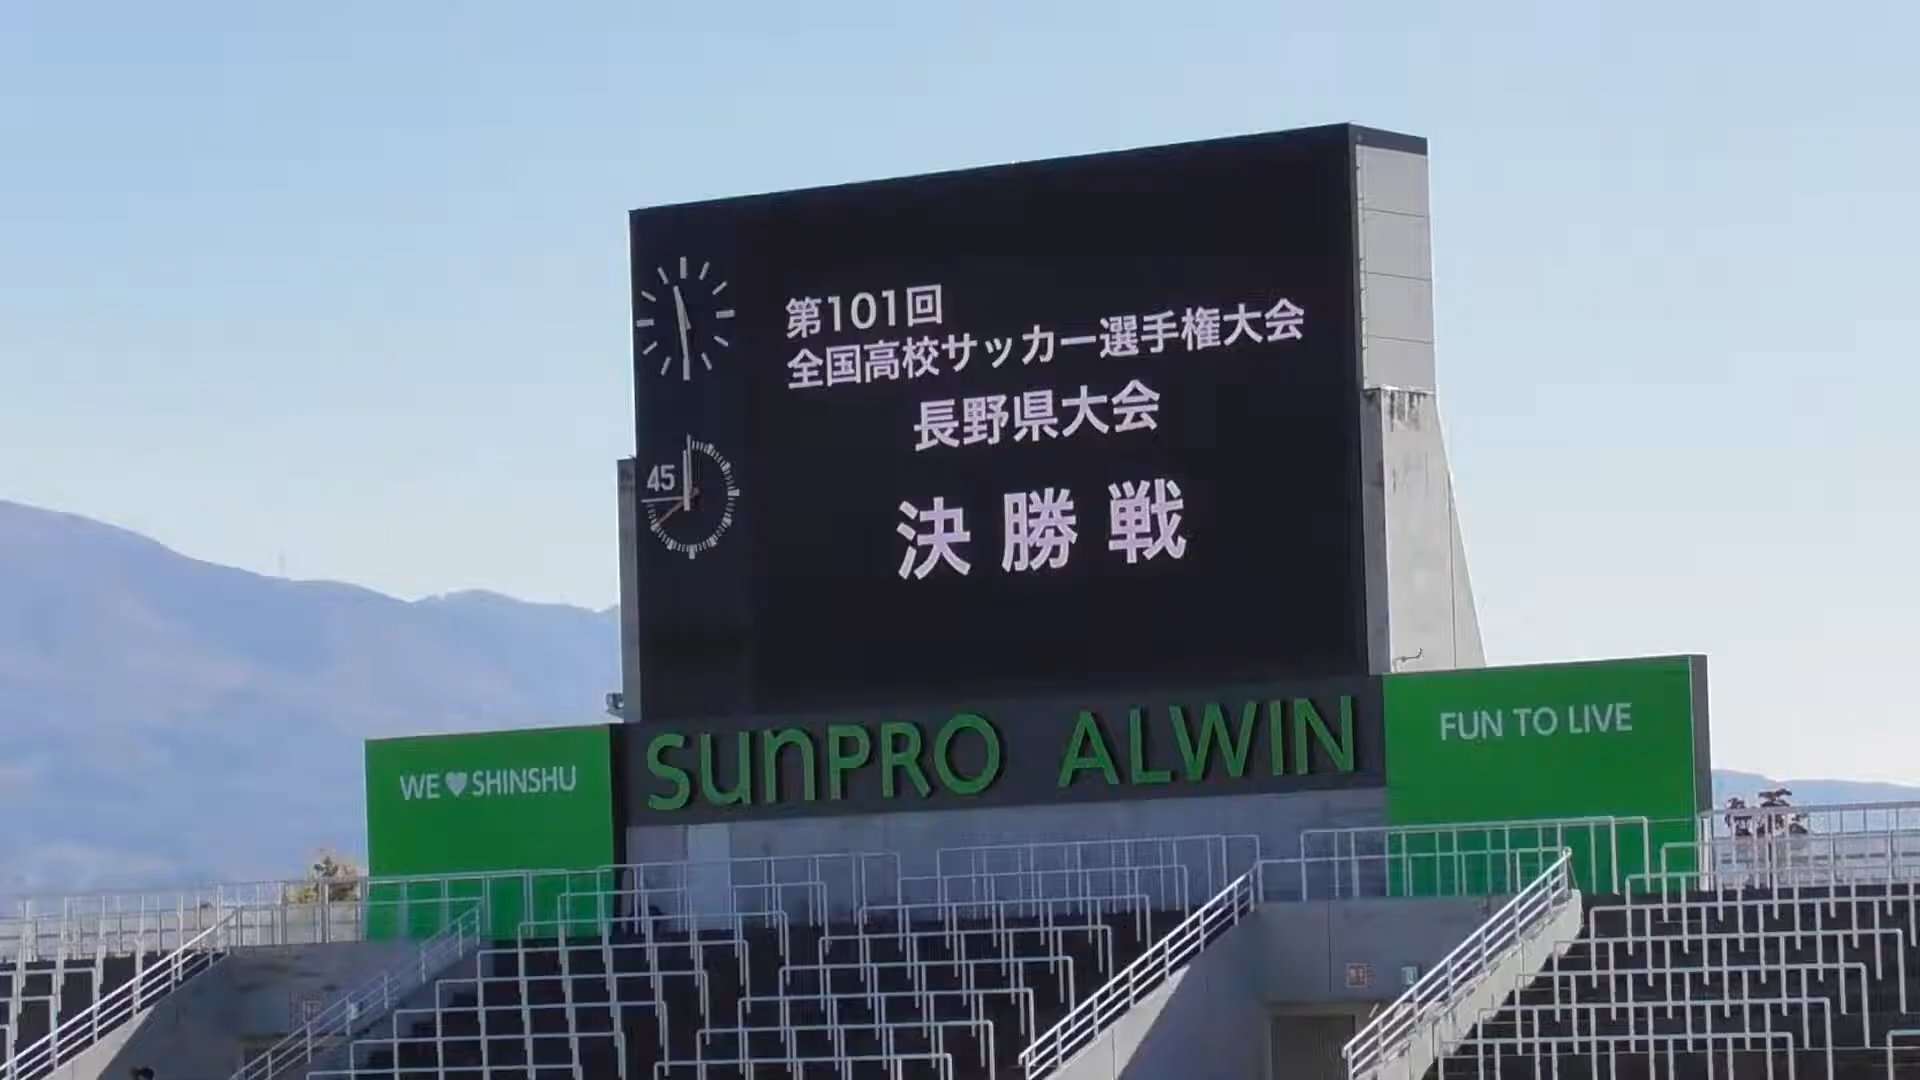 第101回
全国高校サッカー選手権大会
長野県大会
決勝戦
45
SUNPRO ALWIN
WE♥SHINSHU
FUN TO LIVE